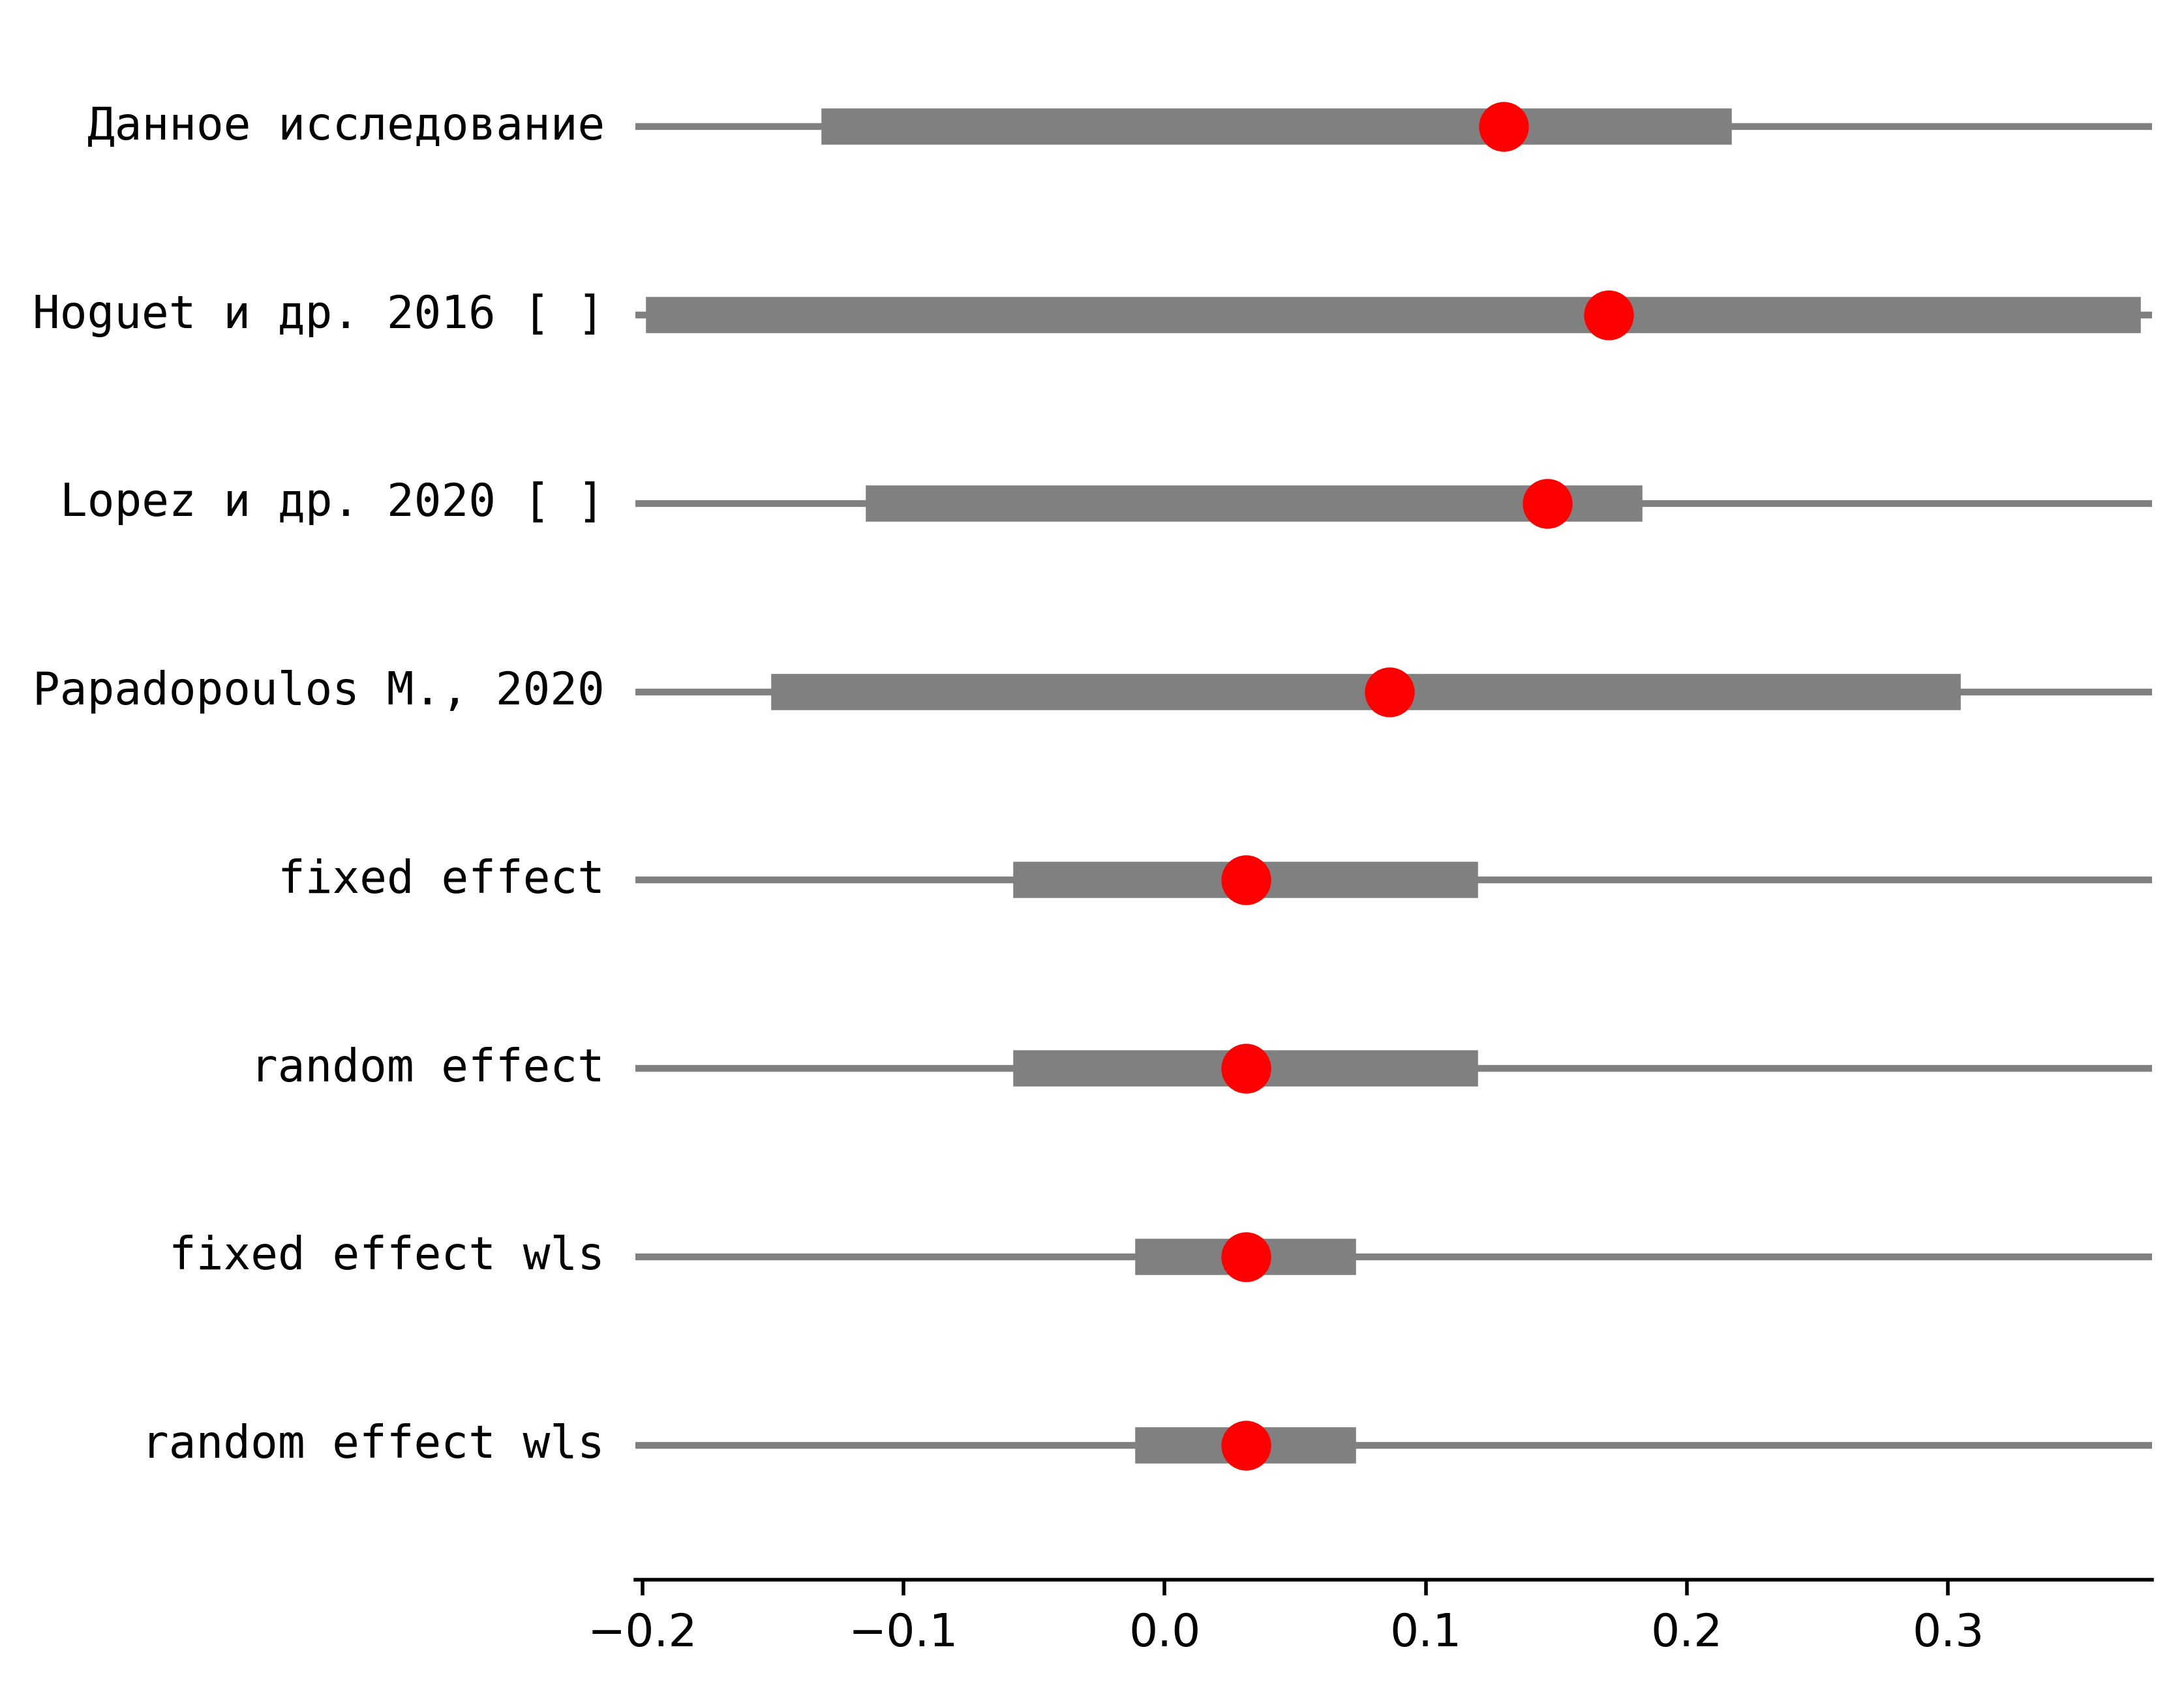 Данное исследование
Hoguet и др. 2016 [ ]
Lopez и др. 2020 [ ]
Papadopoulos M., 2020
fixed effect
random effect
fixed effect wls
random effect wls
−0.2 −0.1 0.0 0.1 0.2 0.3